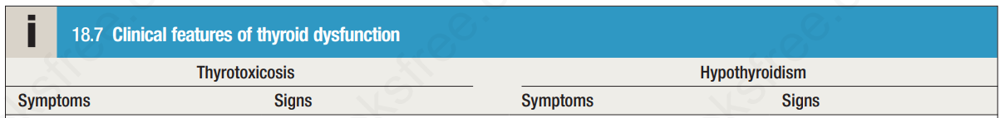 i
18.7 Clinical features of thyroid dysfunction
Thyrotoxicosis Hypothyroidism
Symptoms Signs Symptoms Signs